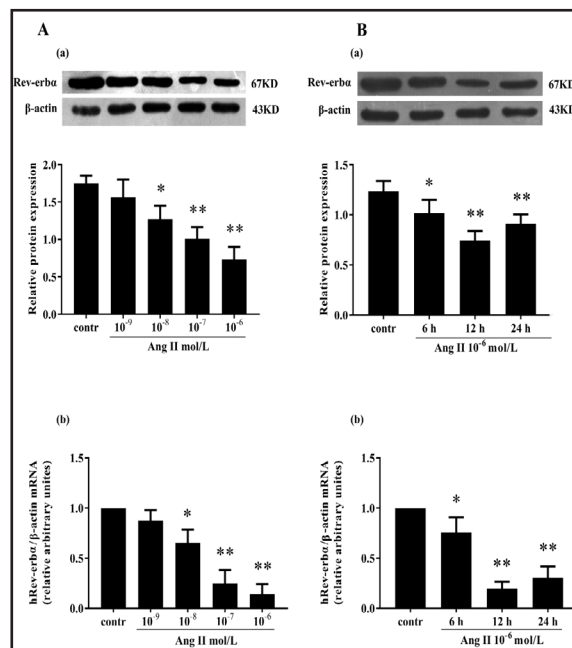 A
(a)
Rev-erbα 67KD
β-actin 43KD
Relative protein expression
2.0
1.5
1.0
0.5
contr 10⁻⁹ 10⁻⁸ 10⁻⁷ 10⁻⁶
* ** **
Ang II mol/L
(b)
hRev-erbα/β-actin mRNA
(relative arbitrary unites)
1.5
1.0
0.5
0.0
contr 10⁻⁹ 10⁻⁸ 10⁻⁷ 10⁻⁶
* ** **
Ang II mol/L
B
(a)
Rev-erbα 67KD
β-actin 43KD
Relative protein expression
1.5
1.0
0.5
0.0
contr 6 h 12 h 24 h
* ** **
Ang II 10⁻⁶ mol/L
(b)
hRev-erbα/β-actin mRNA
(relative arbitrary unites)
1.5
1.0
0.5
0.0
contr 6 h 12 h 24 h
* ** **
Ang II 10⁻⁶ mol/L